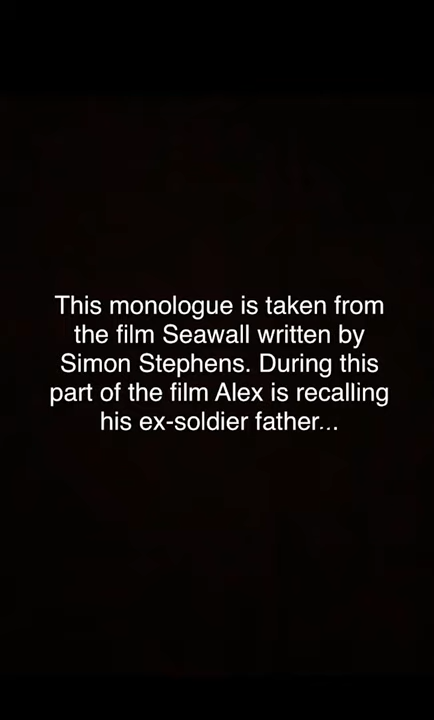 This monologue is taken from
the film Seawall written by
Simon Stephens. During this
part of the film Alex is recalling
his ex-soldier father...